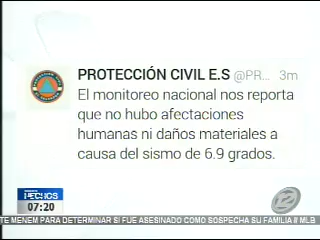 PROTECCIÓN CIVIL E.S @PR... 3m
El monitoreo nacional nos reporta
que no hubo afectaciones
humanas ni daños materiales a
causa del sismo de 6.9 grados.
HECHOS
07:20
12
TE MENEM PARA DETERMINAR SI FUE ASESINADO COMO SOSPECHA SU FAMILIA // MLB